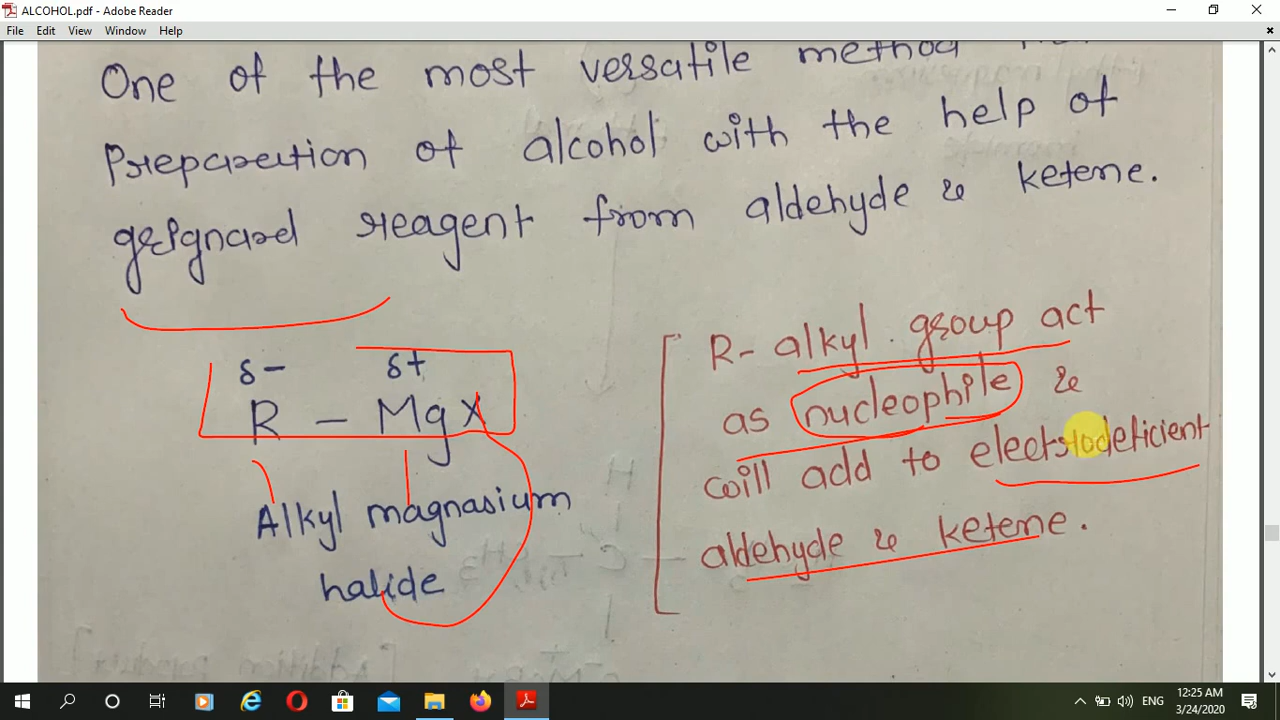 ALCOHOL.pdf - Adobe Reader
File Edit View Window Help
One of the most versatile method
Preparation of alcohol with the help of
grignard reagent from aldehyde & ketene.
δ- δ+
R - MgX
Alkyl magnasium
halide
R- alkyl group act
as nucleophile &
will add to electrodeficient
aldehyde & ketene.
ENG
12:25 AM
3/24/2020